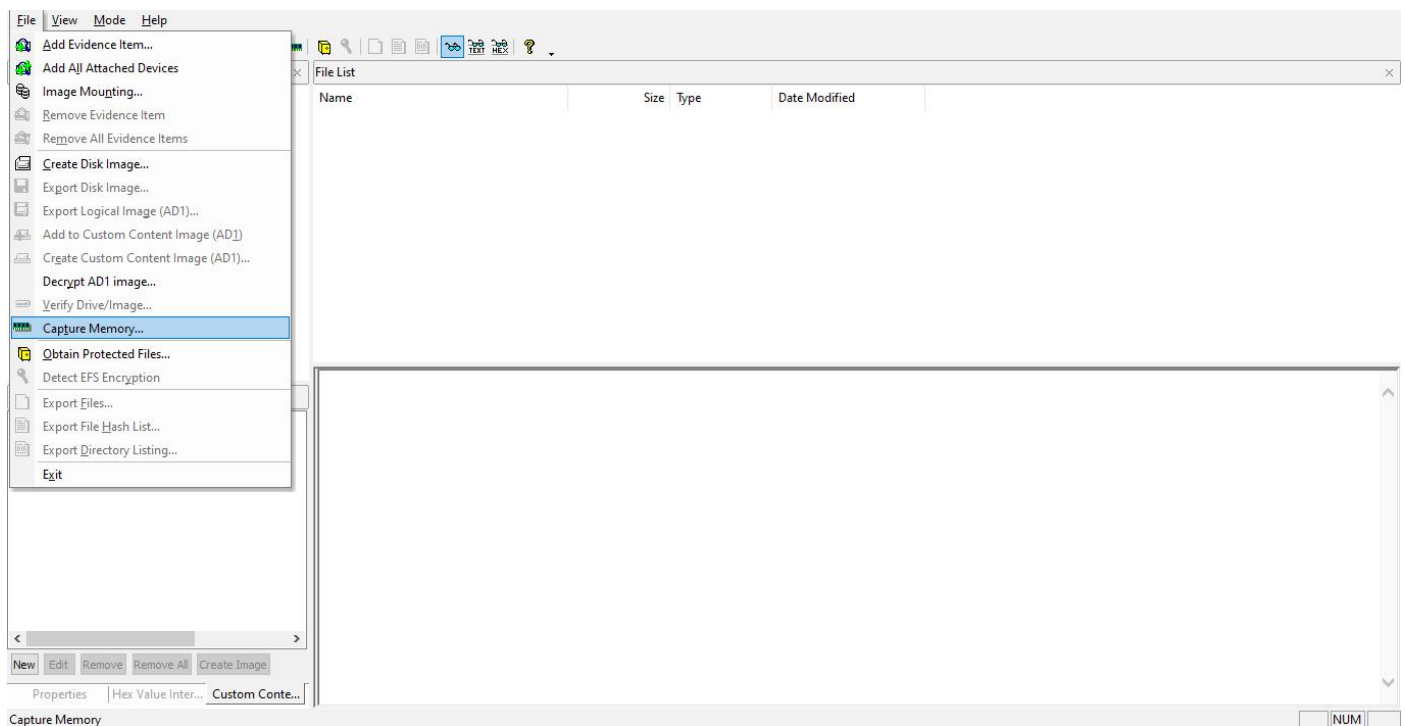 File View Mode Help
Add Evidence Item...
Add All Attached Devices
Image Mounting...
Remove Evidence Item
Remove All Evidence Items
Create Disk Image...
Export Disk Image...
Export Logical Image (AD1)...
Add to Custom Content Image (AD1)
Create Custom Content Image (AD1)...
Decrypt AD1 image...
Verify Drive/Image...
Capture Memory...
Obtain Protected Files...
Detect EFS Encryption
Export Files...
Export File Hash List...
Export Directory Listing...
Exit
TEXT HEX
File List
Name Size Type Date Modified
New Edit Remove Remove All Create Image
Properties Hex Value Inter... Custom Conte...
Capture Memory NUM